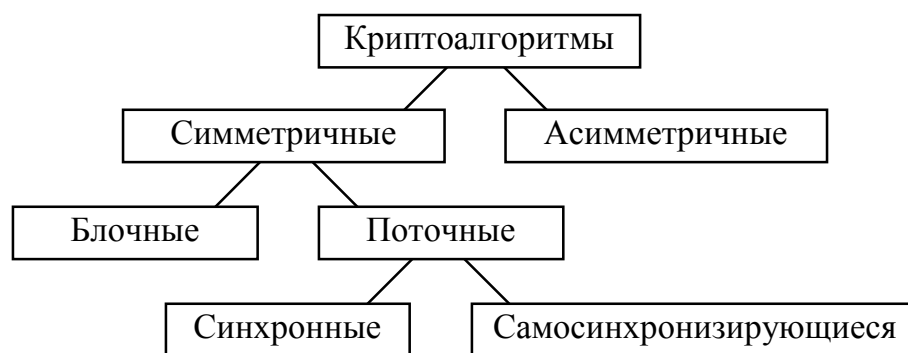 Криптоалгоритмы
Симметричные
Асимметричные
Блочные
Поточные
Синхронные
Самосинхронизирующиеся